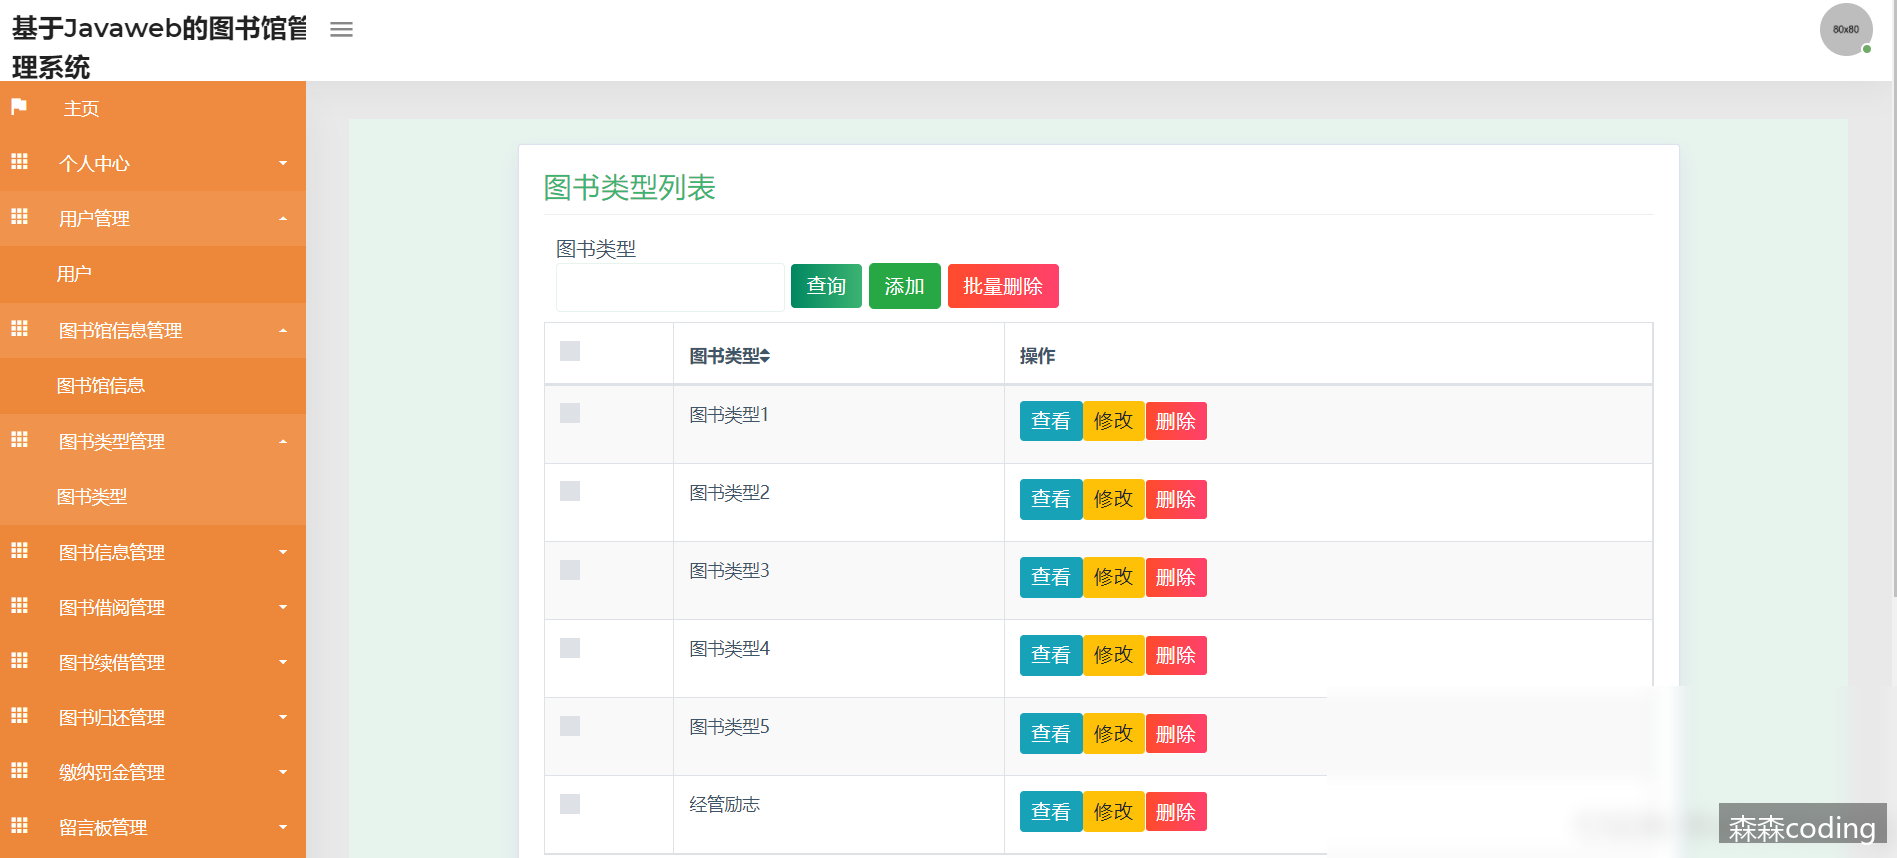 基于Javaweb的图书馆管
理系统
80x80
主页
个人中心
用户管理
用户
图书馆信息管理
图书馆信息
图书类型管理
图书类型
图书信息管理
图书借阅管理
图书续借管理
图书归还管理
缴纳罚金管理
留言板管理
图书类型列表
图书类型
查询 添加 批量删除
图书类型 操作
图书类型1 查看 修改 删除
图书类型2 查看 修改 删除
图书类型3 查看 修改 删除
图书类型4 查看 修改 删除
图书类型5 查看 修改 删除
经管励志 查看 修改 删除
森森coding